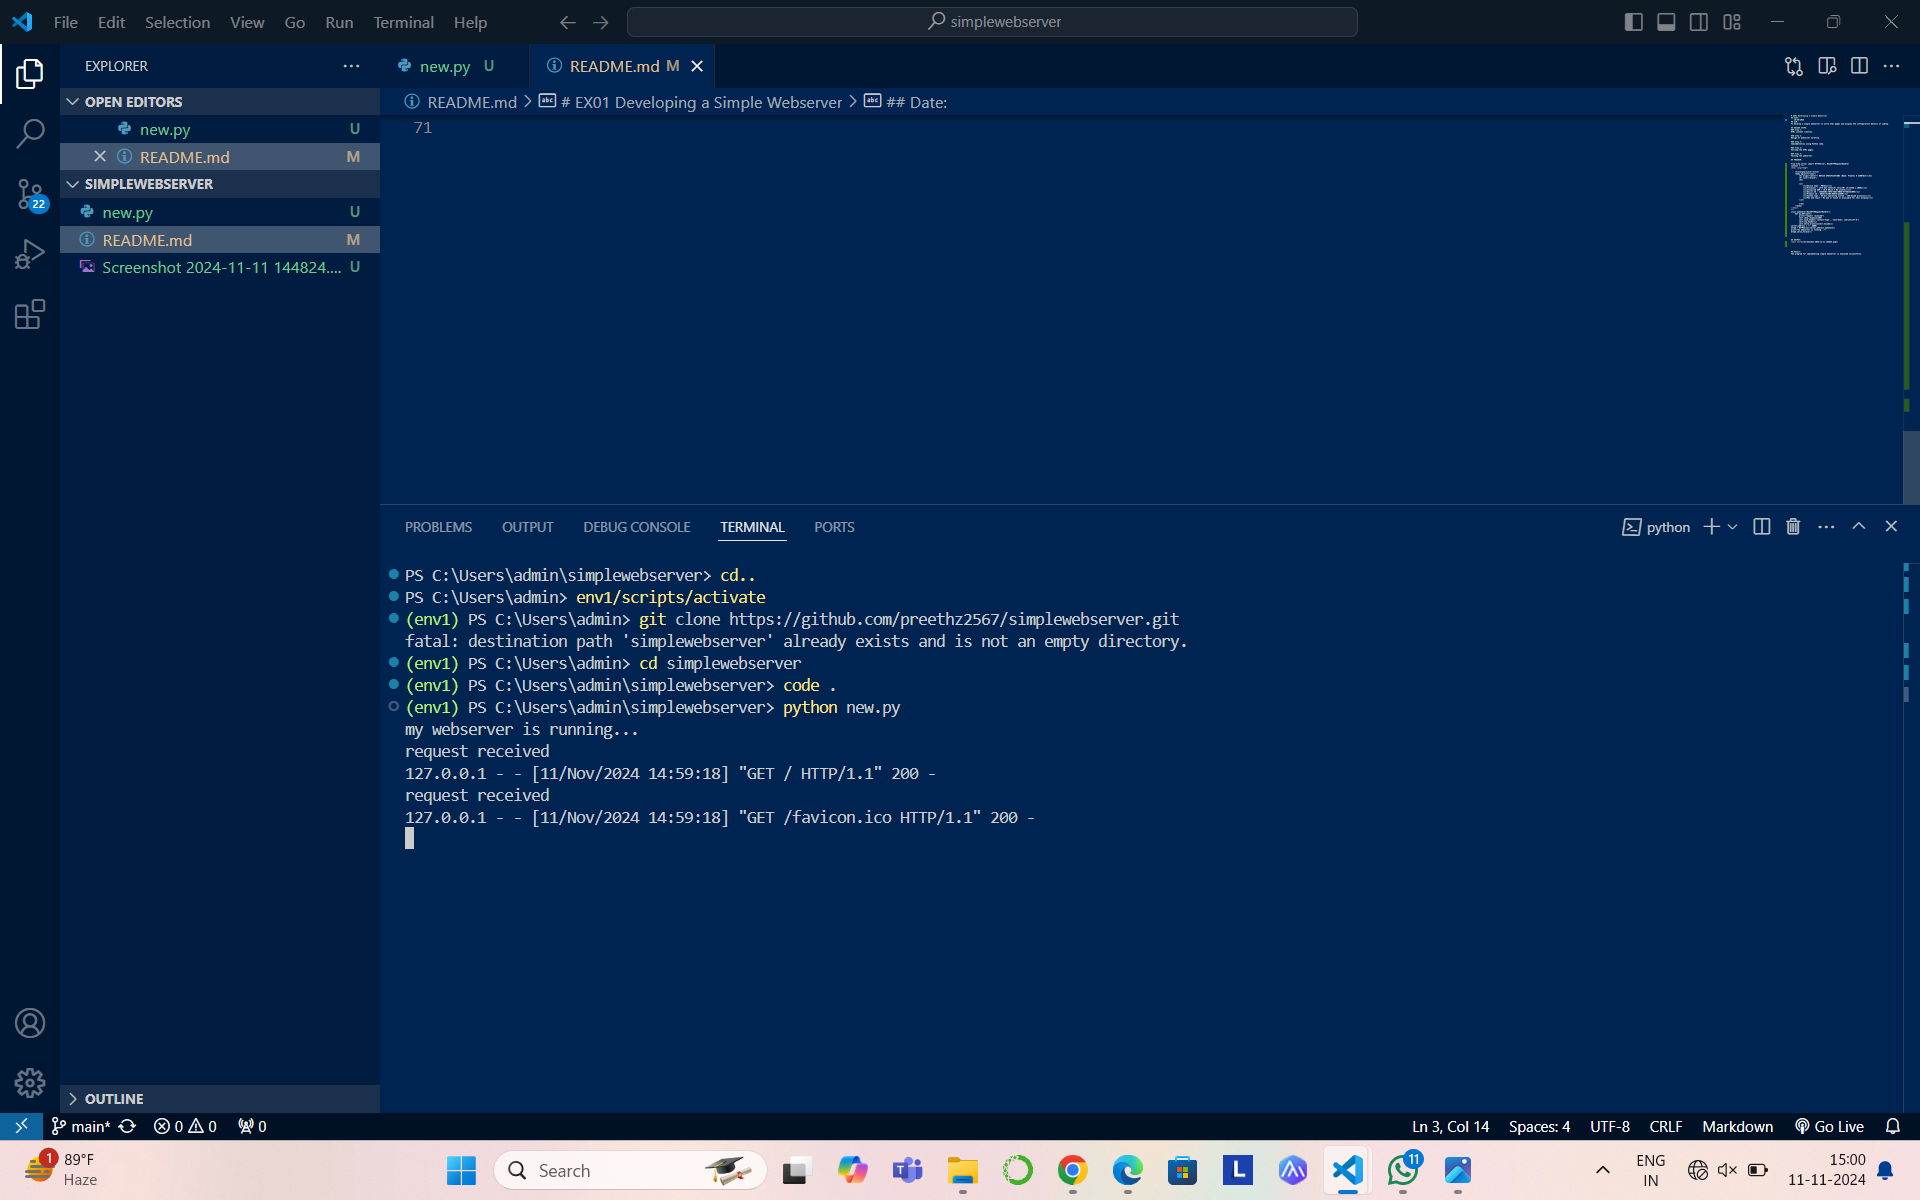 File Edit Selection View Go Run Terminal Help
simplewebserver
EXPLORER
new.py U
README.md M
OPEN EDITORS
README.md > # EX01 Developing a Simple Webserver > ## Date:
new.py U
README.md M
71
SIMPLEWEBSERVER
new.py U
README.md M
Screenshot 2024-11-11 144824.... U
22
PROBLEMS OUTPUT DEBUG CONSOLE TERMINAL PORTS
python
PS C:\Users\admin\simplewebserver> cd..
PS C:\Users\admin> env1/scripts/activate
(env1) PS C:\Users\admin> git clone https://github.com/preethz2567/simplewebserver.git
fatal: destination path 'simplewebserver' already exists and is not an empty directory.
(env1) PS C:\Users\admin> cd simplewebserver
(env1) PS C:\Users\admin\simplewebserver> code .
(env1) PS C:\Users\admin\simplewebserver> python new.py
my webserver is running...
request received
127.0.0.1 - - [11/Nov/2024 14:59:18] "GET / HTTP/1.1" 200 -
request received
127.0.0.1 - - [11/Nov/2024 14:59:18] "GET /favicon.ico HTTP/1.1" 200 -
OUTLINE
main* 0 0 0
Ln 3, Col 14 Spaces: 4 UTF-8 CRLF Markdown Go Live
1
89°F
Haze
Search
L
11
ENG
IN
15:00
11-11-2024